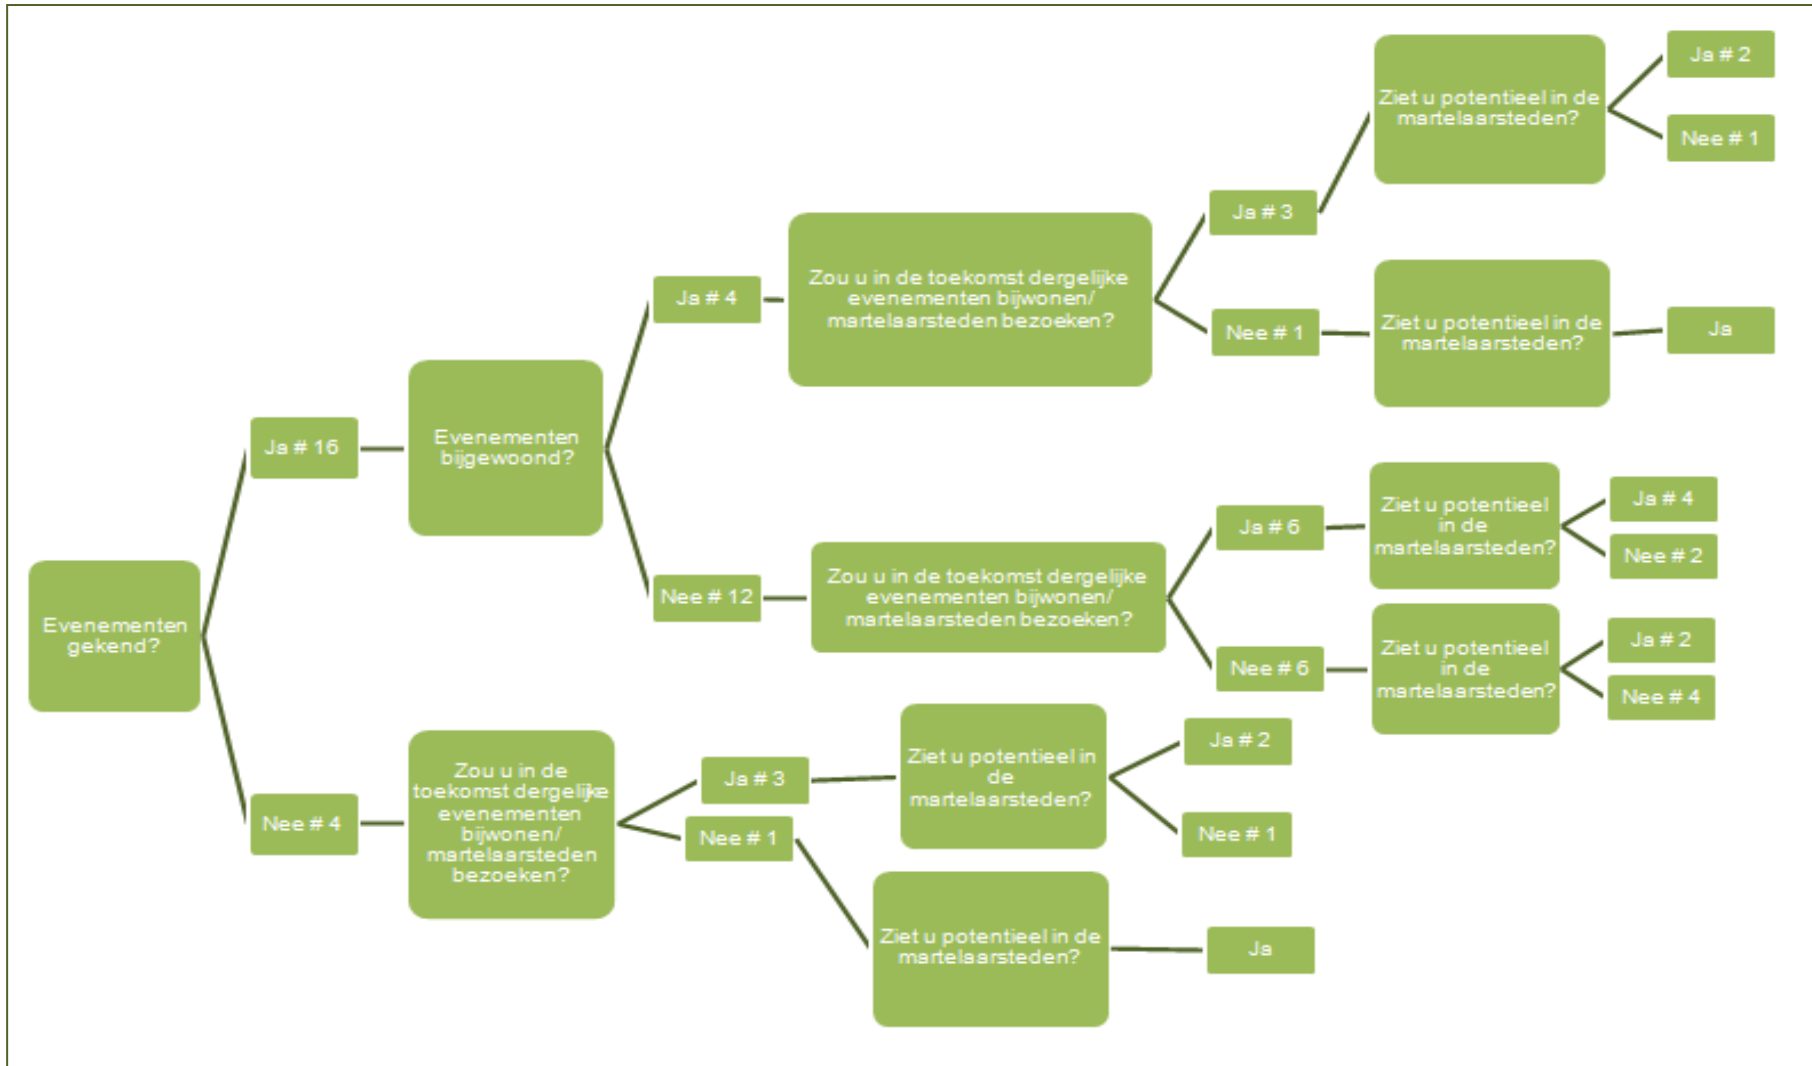 Evenementen
gekend?
Ja # 16
Nee # 4
Evenementen
bijgewoond?
Zou u in de
toekomst dergelijke
evenementen
bijwonen/
martelaarsteden
bezoeken?
Ja # 4
Nee # 12
Ja # 3
Nee # 1
Zou u in de toekomst dergelijke
evenementen bijwonen/
martelaarsteden bezoeken?
Zou u in de toekomst dergelijke
evenementen bijwonen/
martelaarsteden bezoeken?
Ziet u potentieel in
de
martelaarsteden?
Ziet u potentieel in de
martelaarsteden?
Ja # 3
Nee # 1
Ja # 6
Nee # 6
Ja # 2
Nee # 1
Ja
Ziet u potentieel in de
martelaarsteden?
Ziet u potentieel in de
martelaarsteden?
Ziet u potentieel
in de
martelaarsteden?
Ziet u potentieel
in de
martelaarsteden?
Ja # 2
Nee # 1
Ja
Ja # 4
Nee # 2
Ja # 2
Nee # 4